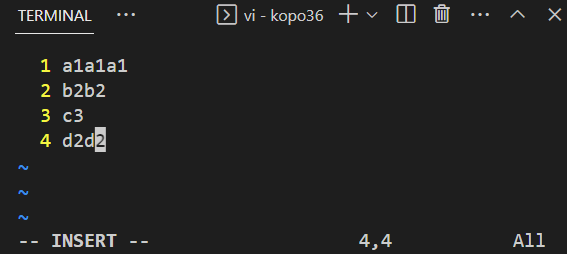 TERMINAL ··· vi - kopo36 ···
1 a1a1a1
2 b2b2
3 c3
4 d2d2
~
~
~
-- INSERT -- 4,4 All